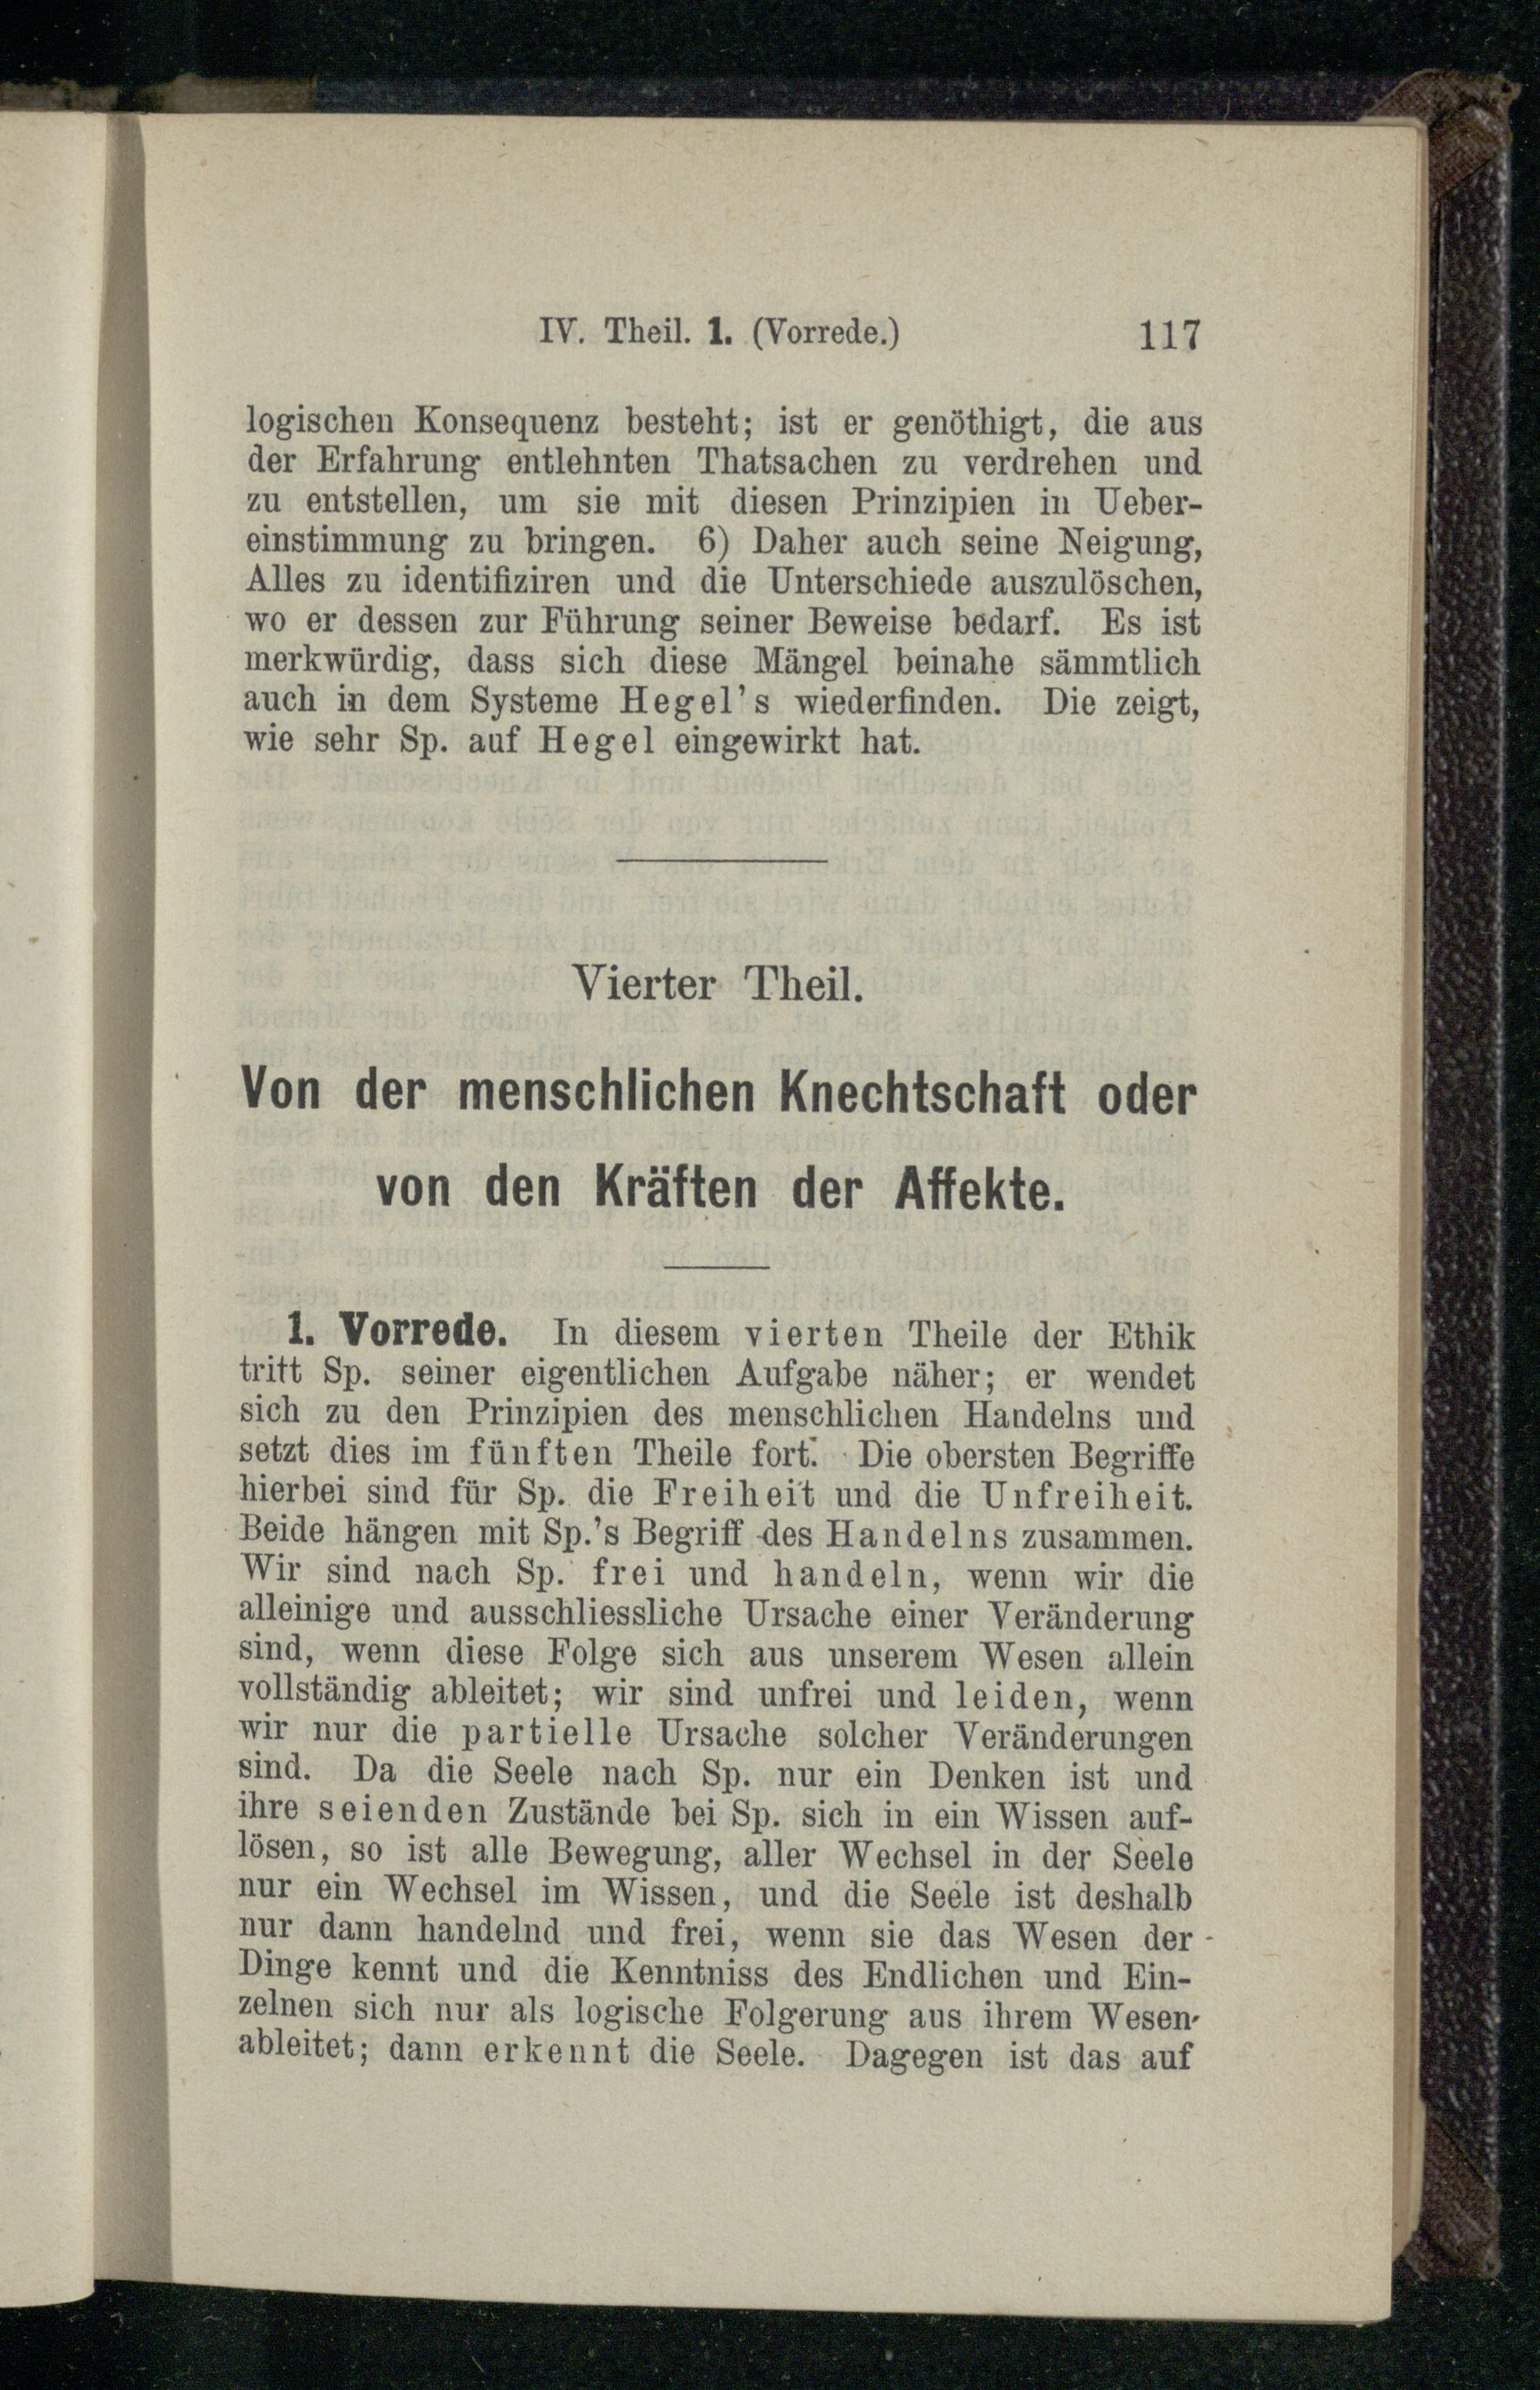 IV. Theil. 1. (Vorrede.) 117
logischen Konsequenz besteht; ist er genöthigt, die aus
der Erfahrung entlehnten Thatsachen zu verdrehen und
zu entstellen, um sie mit diesen Prinzipien in Ueber-
einstimmung zu bringen. 6) Daher auch seine Neigung,
Alles zu identifiziren und die Unterschiede auszulöschen,
wo er dessen zur Führung seiner Beweise bedarf. Es ist
merkwürdig, dass sich diese Mängel beinahe sämmtlich
auch in dem Systeme Hegel's wiederfinden. Die zeigt,
wie sehr Sp. auf Hegel eingewirkt hat.
Vierter Theil.
Von der menschlichen Knechtschaft oder
von den Kräften der Affekte.
1. Vorrede. In diesem vierten Theile der Ethik
tritt Sp. seiner eigentlichen Aufgabe näher; er wendet
sich zu den Prinzipien des menschlichen Handelns und
setzt dies im fünften Theile fort. Die obersten Begriffe
hierbei sind für Sp. die Freiheit und die Unfreiheit.
Beide hängen mit Sp.'s Begriff des Handelns zusammen.
Wir sind nach Sp. frei und handeln, wenn wir die
alleinige und ausschliessliche Ursache einer Veränderung
sind, wenn diese Folge sich aus unserem Wesen allein
vollständig ableitet; wir sind unfrei und leiden, wenn
wir nur die partielle Ursache solcher Veränderungen
sind. Da die Seele nach Sp. nur ein Denken ist und
ihre seienden Zustände bei Sp. sich in ein Wissen auf-
lösen, so ist alle Bewegung, aller Wechsel in der Seele
nur ein Wechsel im Wissen, und die Seele ist deshalb
nur dann handelnd und frei, wenn sie das Wesen der
Dinge kennt und die Kenntniss des Endlichen und Ein-
zelnen sich nur als logische Folgerung aus ihrem Wesen
ableitet; dann erkennt die Seele. Dagegen ist das auf